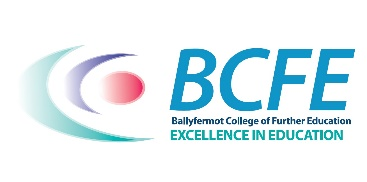 BCFE
Ballyfermot College of Further Education
EXCELLENCE IN EDUCATION